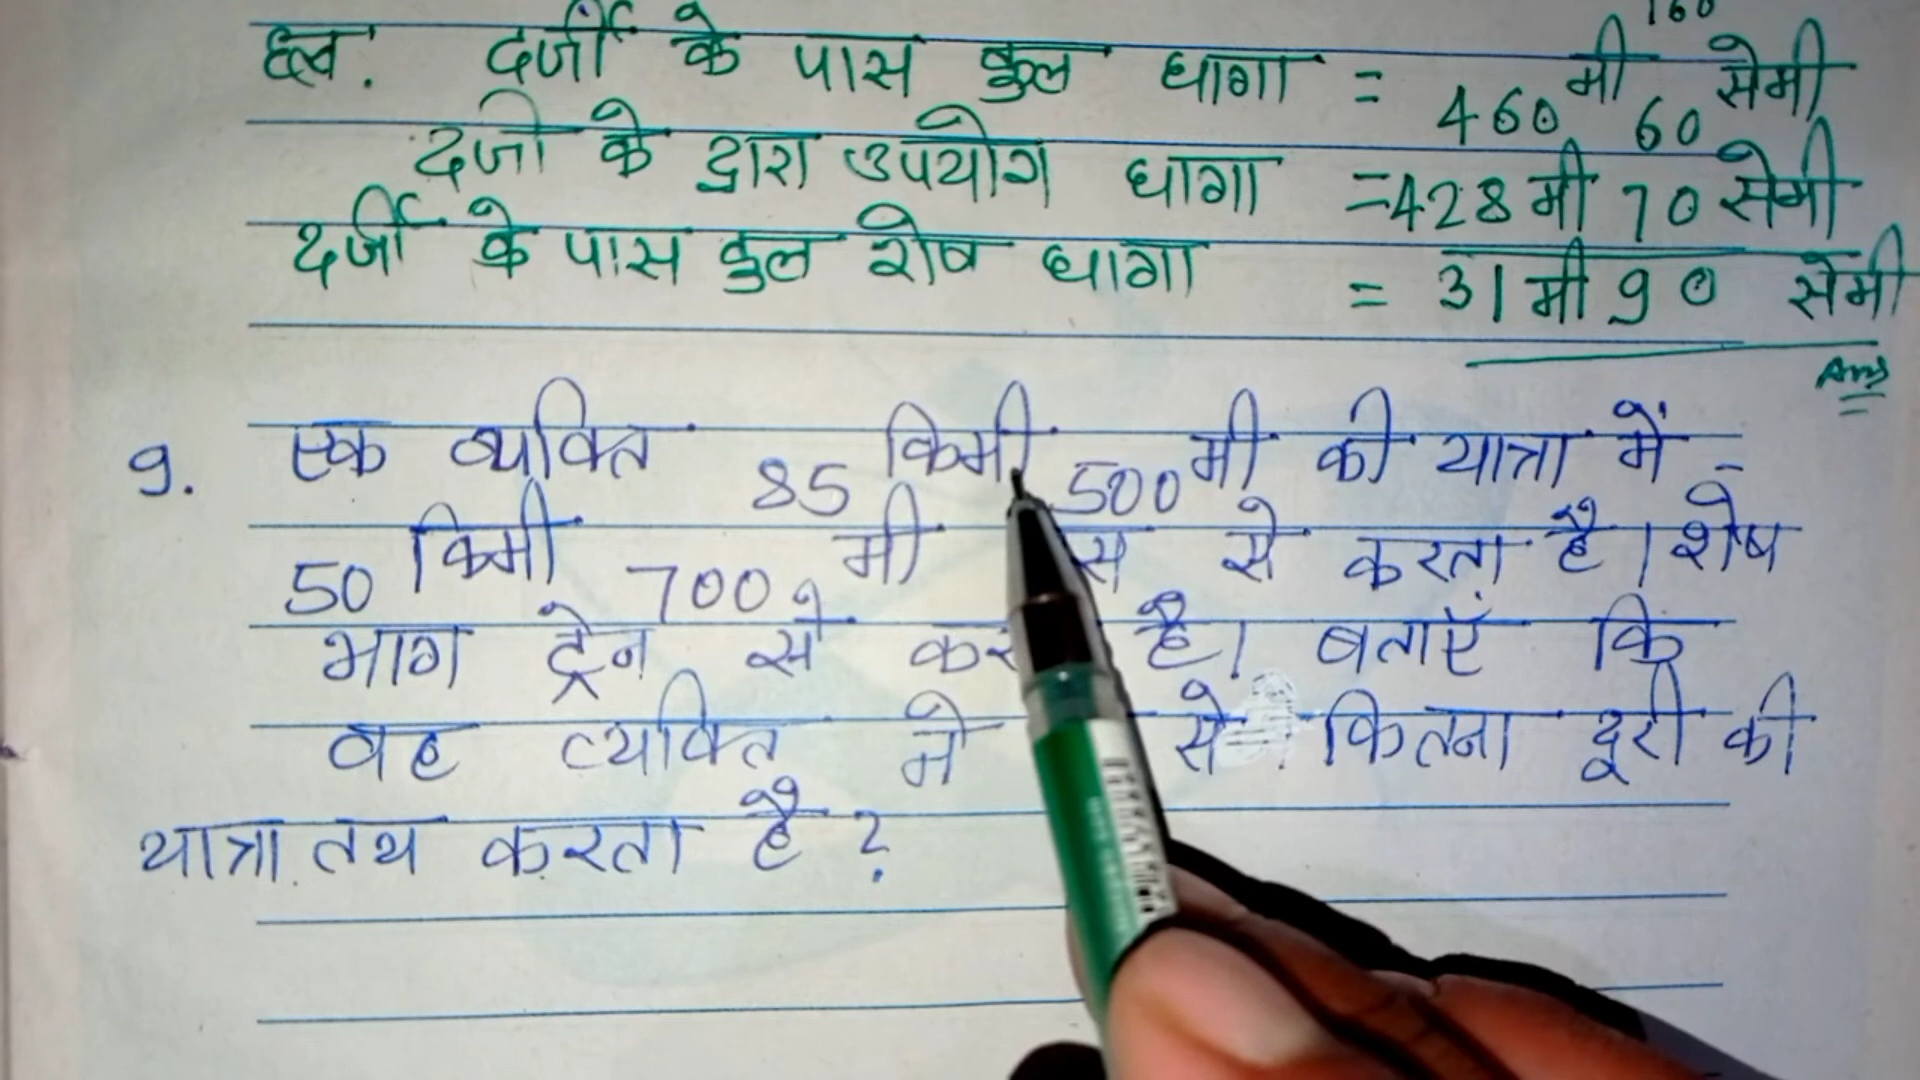 160
हल. दर्जी के पास कुल धागा = 460 मी 60 सेमी
दर्जी के द्वारा उपयोग धागा = 428 मी 70 सेमी
दर्जी के पास कुल शेष धागा = 31 मी 90 सेमी
Ans
9. एक व्यक्ति 85 किमी 500 मी की यात्रा में -
50 किमी 700 मी से करता है। शेष
भाग ट्रेन से है। बताएँ कि
वह व्यक्ति ने से कितना दूरी की
यात्रा तय करता है?